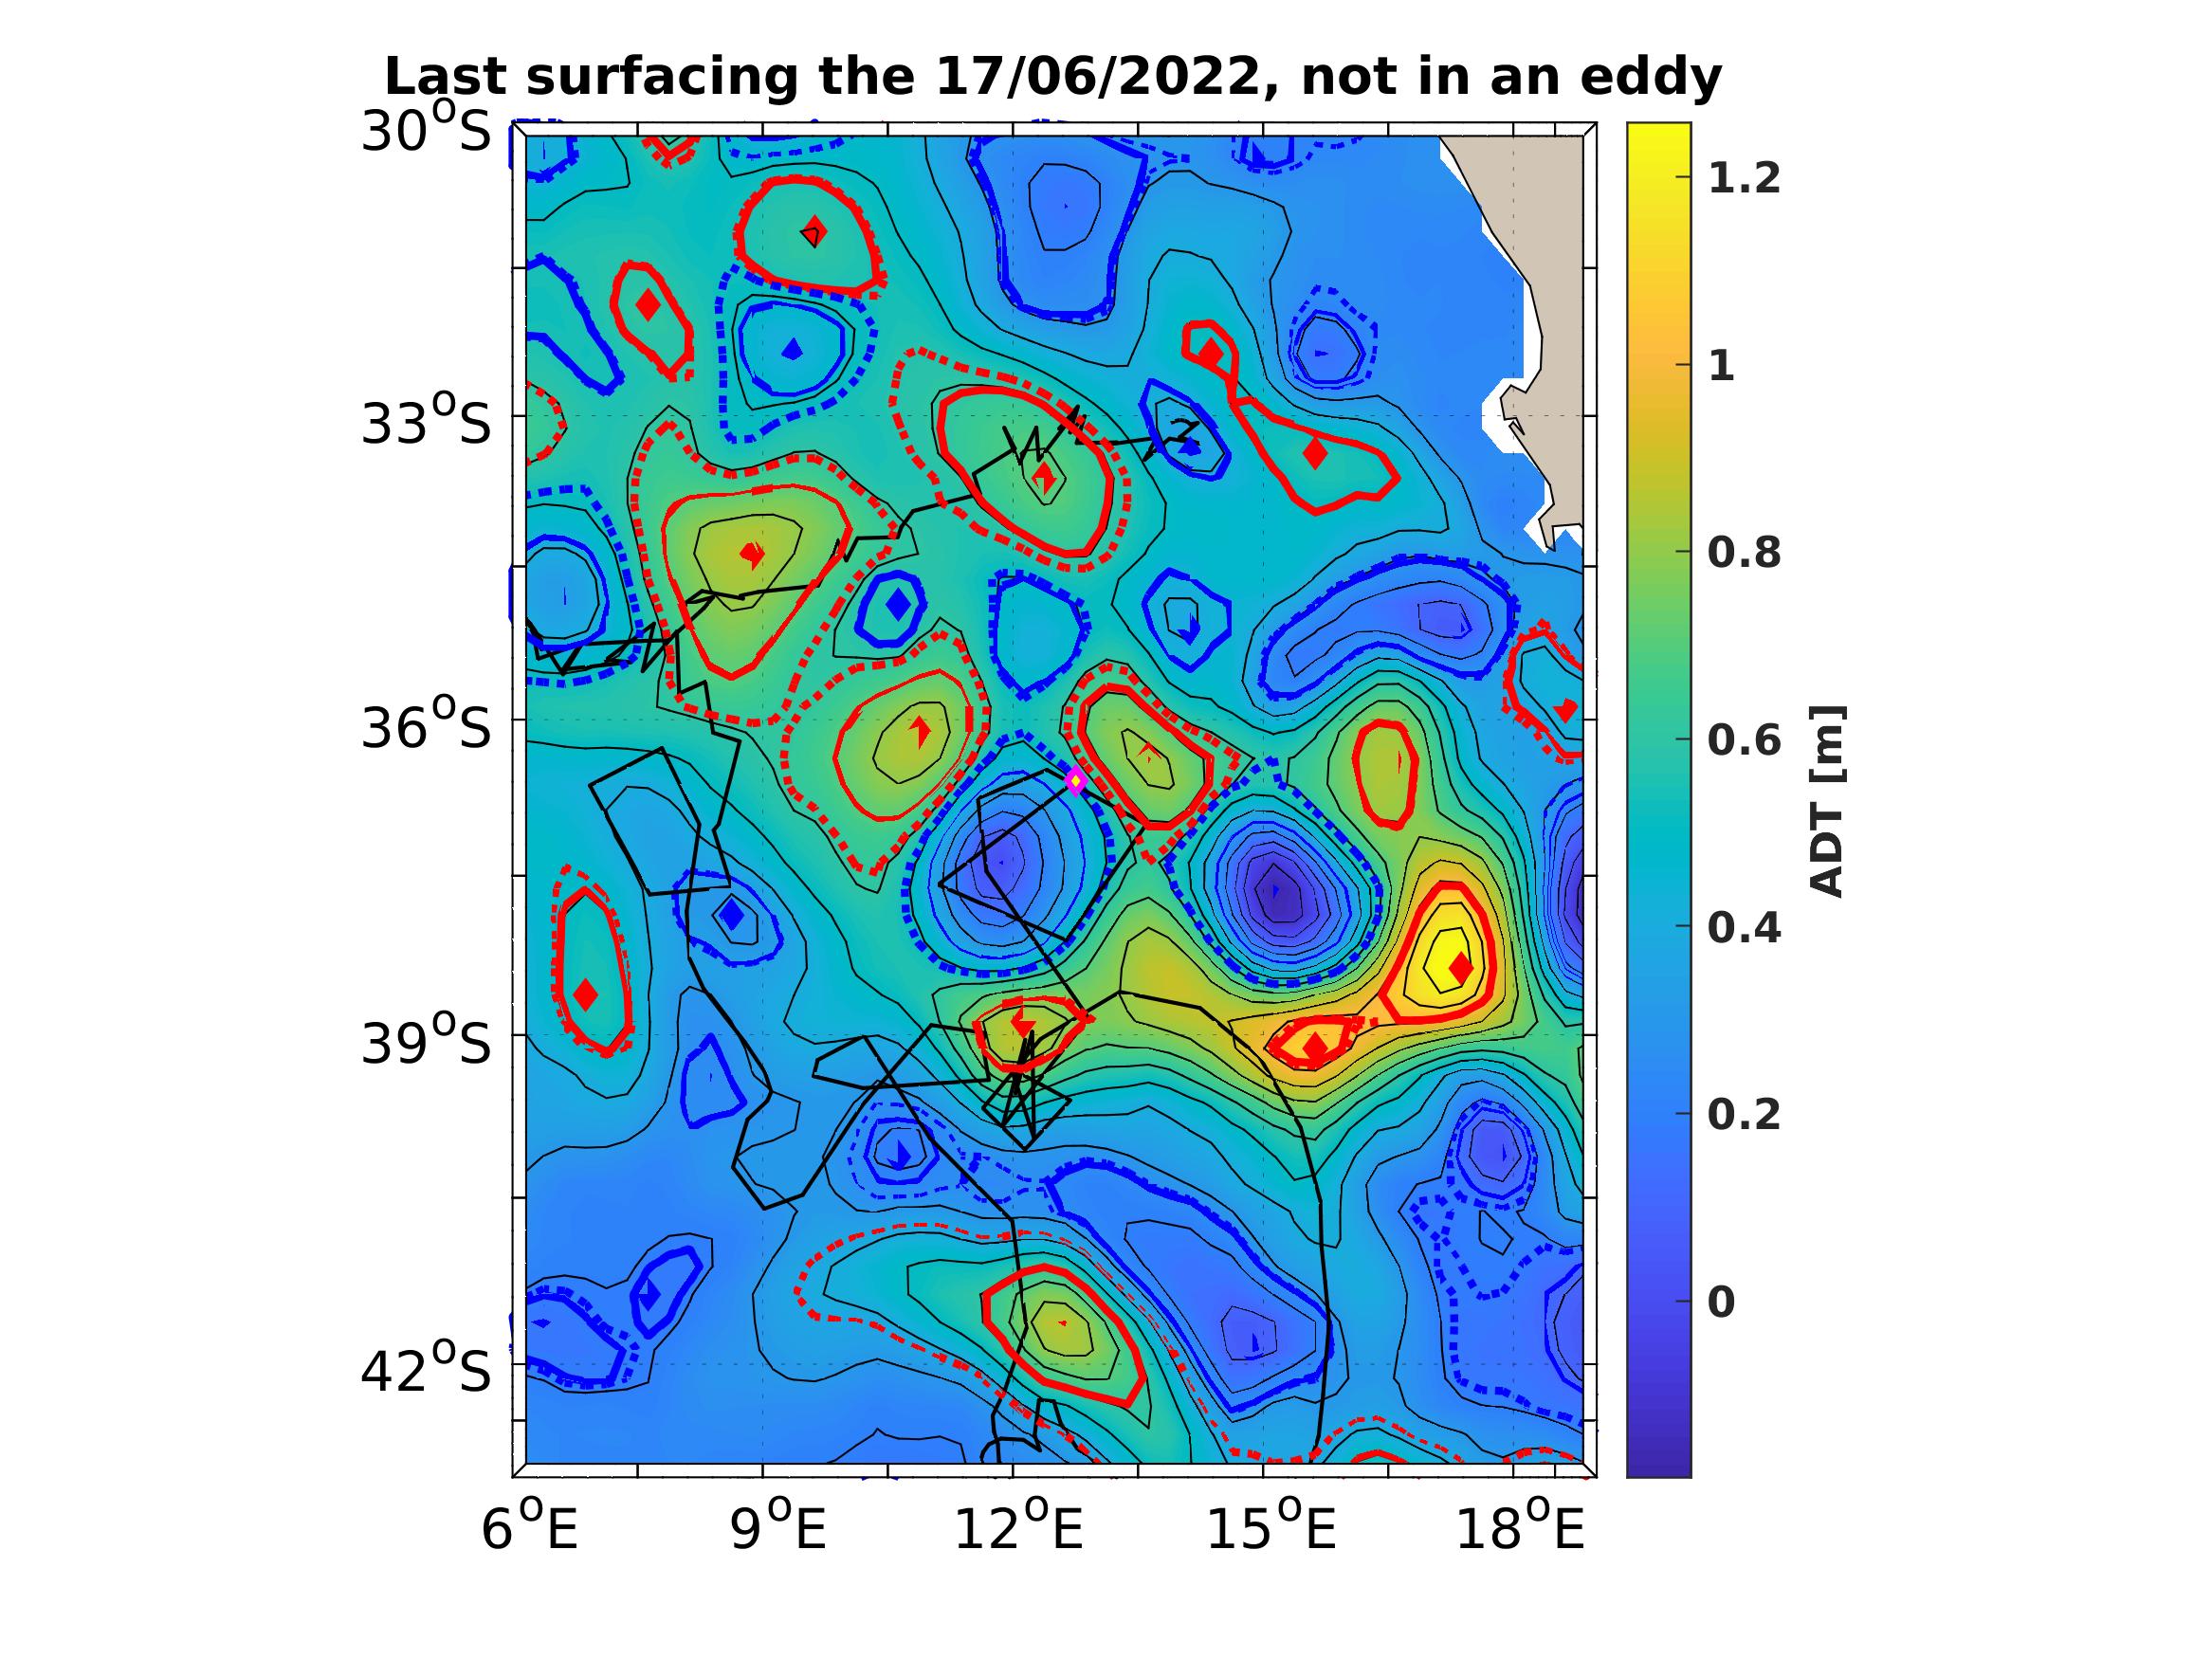 Last surfacing the 17/06/2022, not in an eddy
30°S
33°S
36°S
39°S
42°S
6°E 9°E 12°E 15°E 18°E
1.2
1
0.8
0.6
0.4
0.2
0
ADT [m]